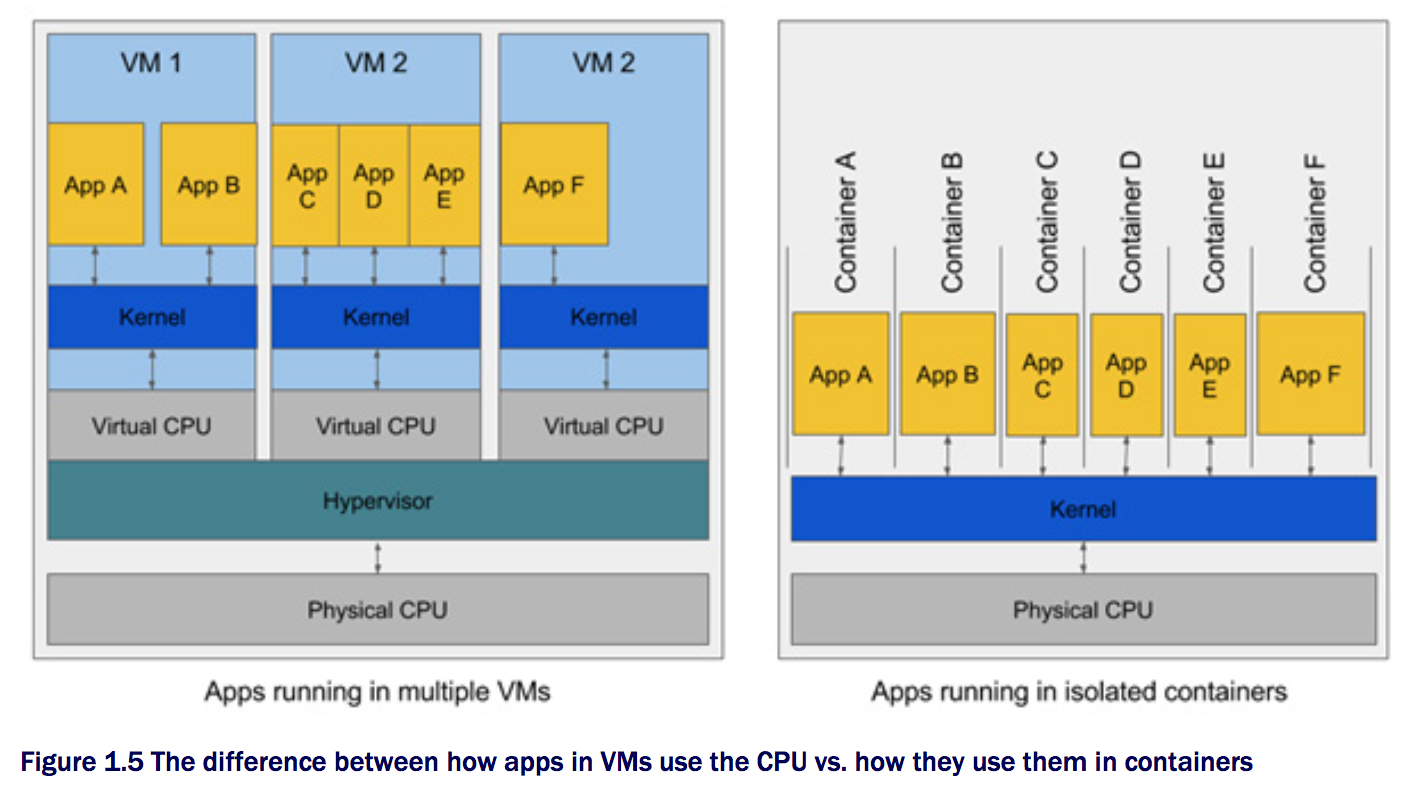 VM 1
VM 2
VM 2
App A
App B
App
C
App
D
App
E
App F
Kernel
Kernel
Kernel
Virtual CPU
Virtual CPU
Virtual CPU
Hypervisor
Physical CPU
Apps running in multiple VMs
Container A
Container B
Container C
Container D
Container E
Container F
App A
App B
App
C
App
D
App
E
App F
Kernel
Physical CPU
Apps running in isolated containers
Figure 1.5 The difference between how apps in VMs use the CPU vs. how they use them in containers